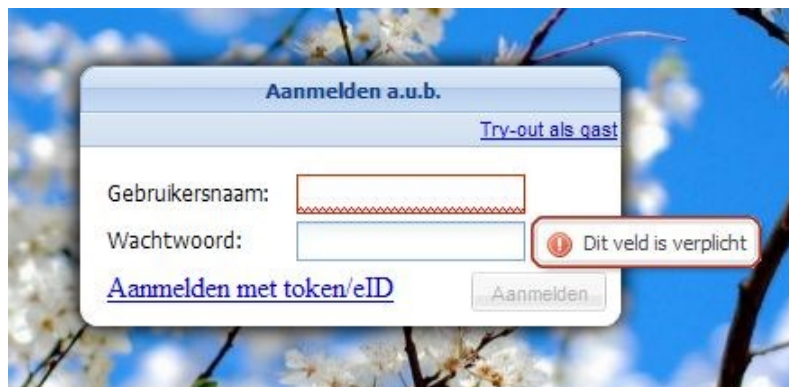 Aanmelden a.u.b.
Try-out als gast
Gebruikersnaam:
Wachtwoord:
Dit veld is verplicht
Aanmelden met token/eID
Aanmelden